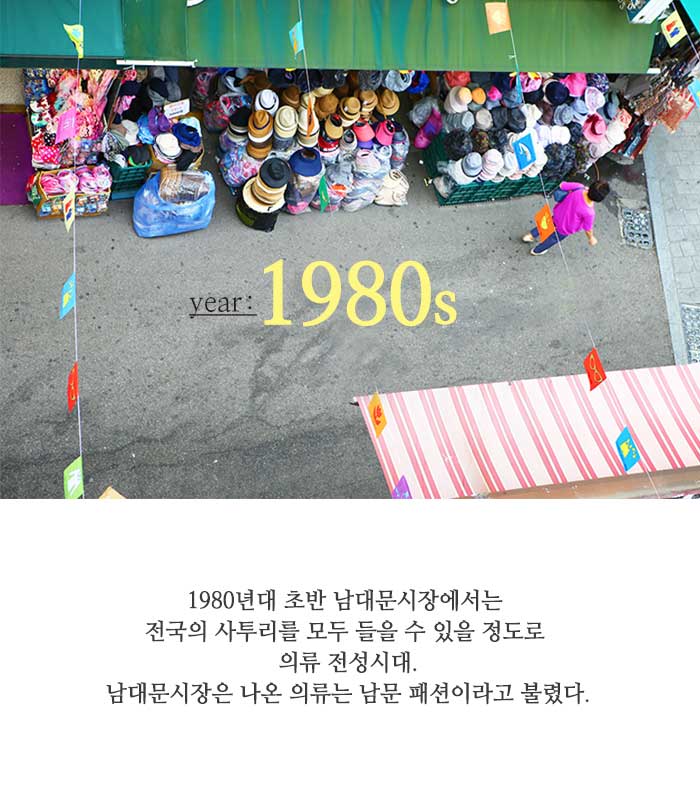 year: 1980s
1980년대 초반 남대문시장에서는
전국의 사투리를 모두 들을 수 있을 정도로
의류 전성시대.
남대문시장은 나온 의류는 남문 패션이라고 불렸다.